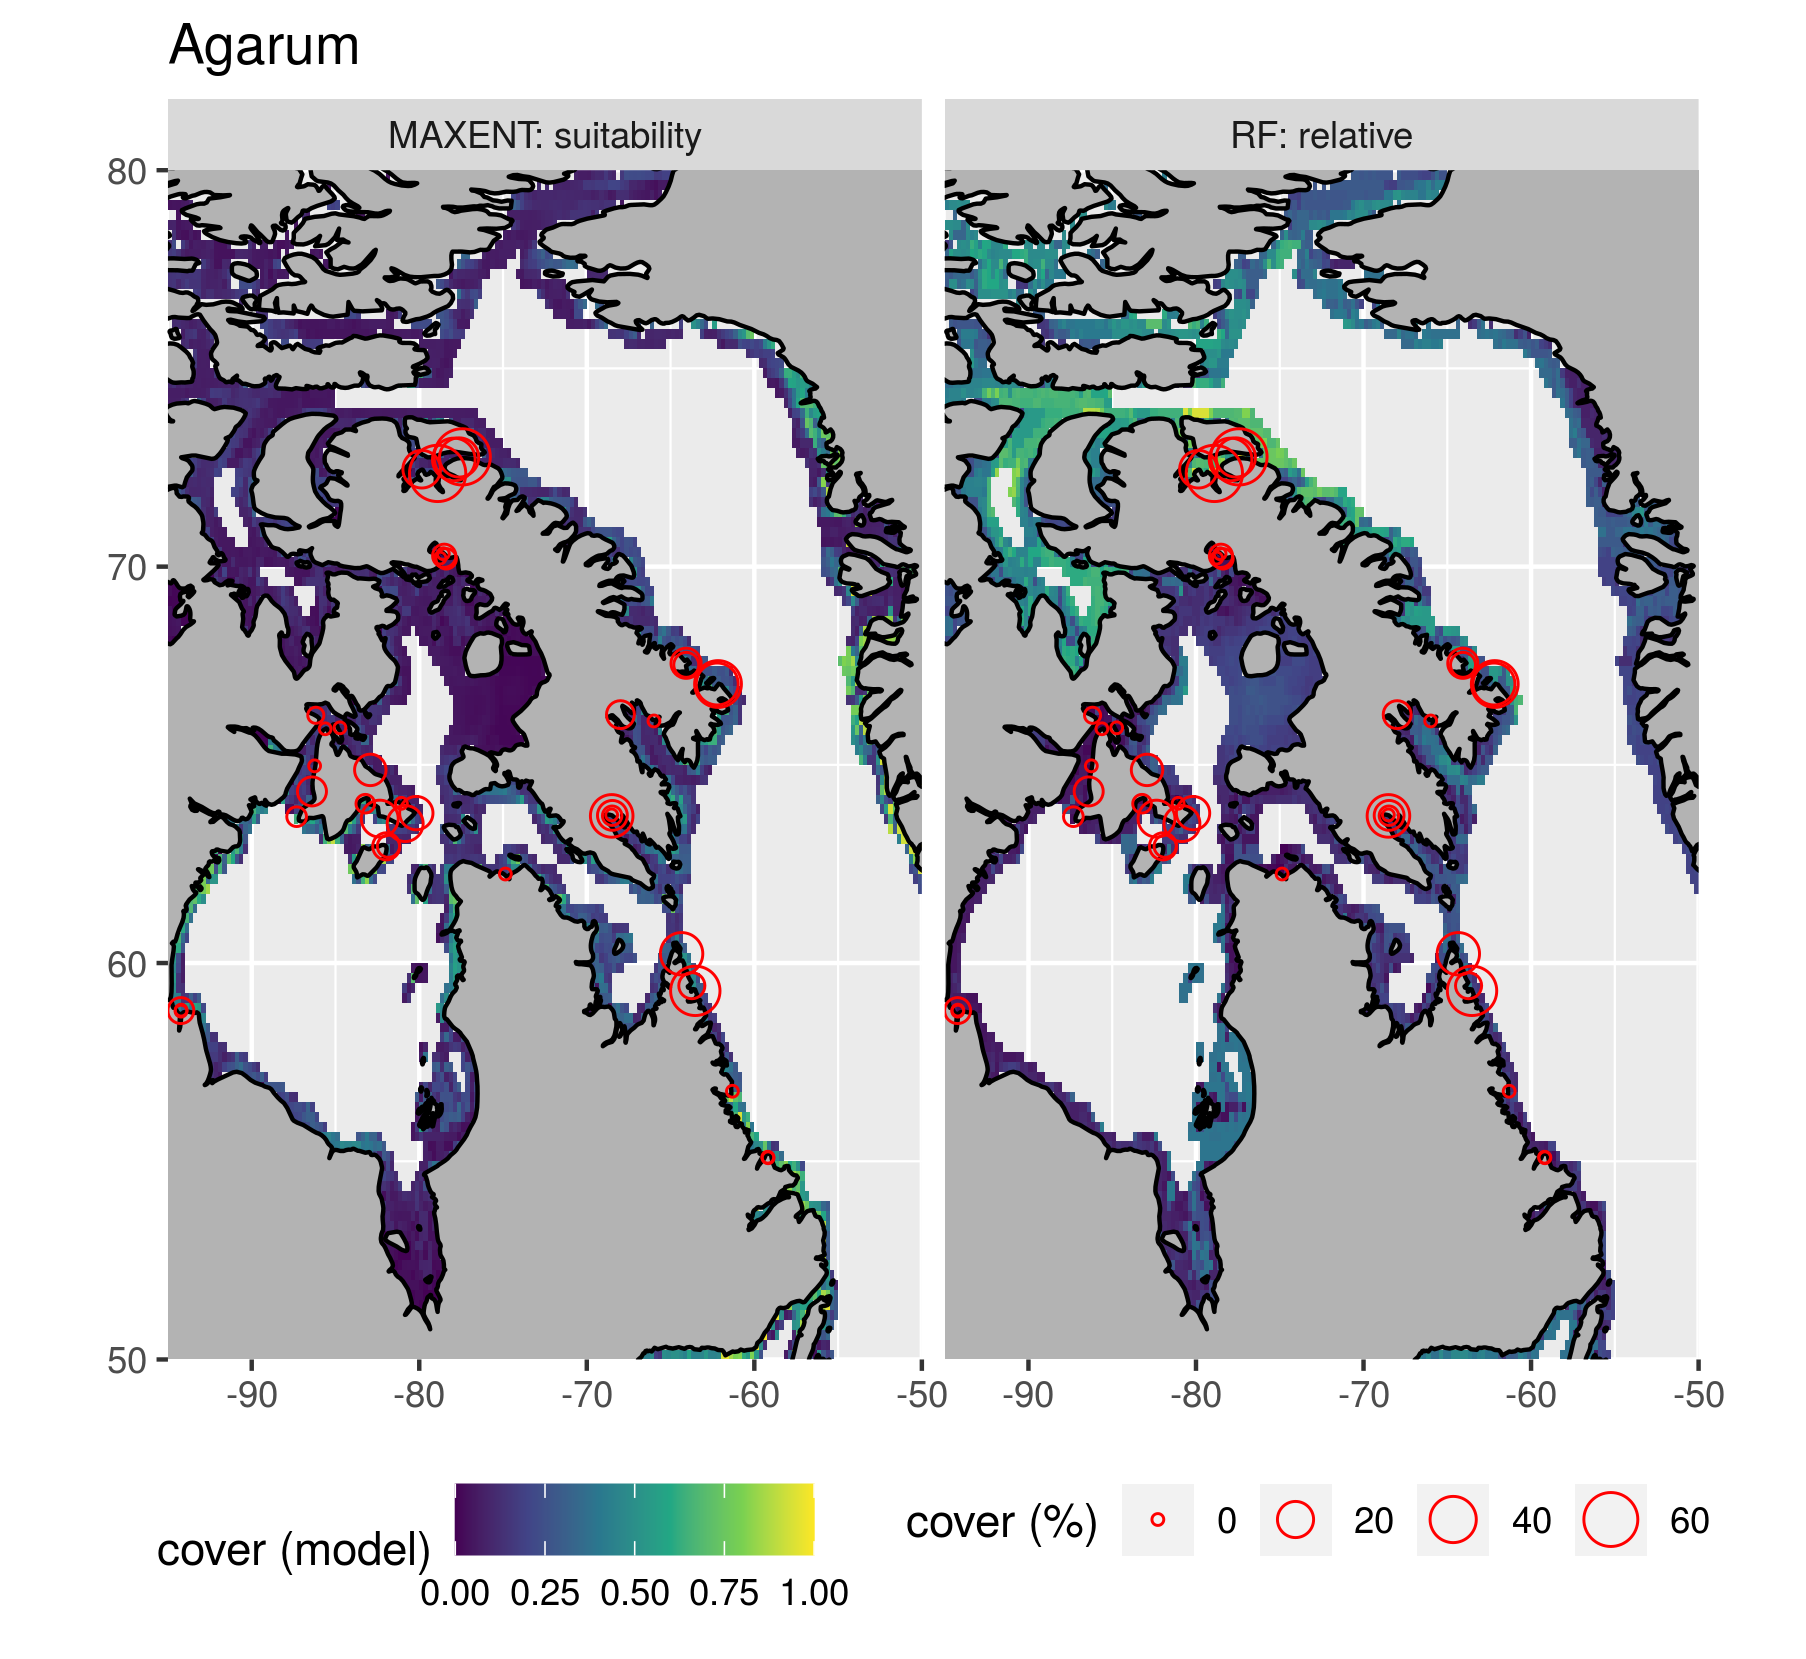 Agarum
MAXENT: suitability
RF: relative
80
70
60
50
-90 -80 -70 -60 -50
-90 -80 -70 -60 -50
cover (model)
0.00 0.25 0.50 0.75 1.00
cover (%) 0 20 40 60